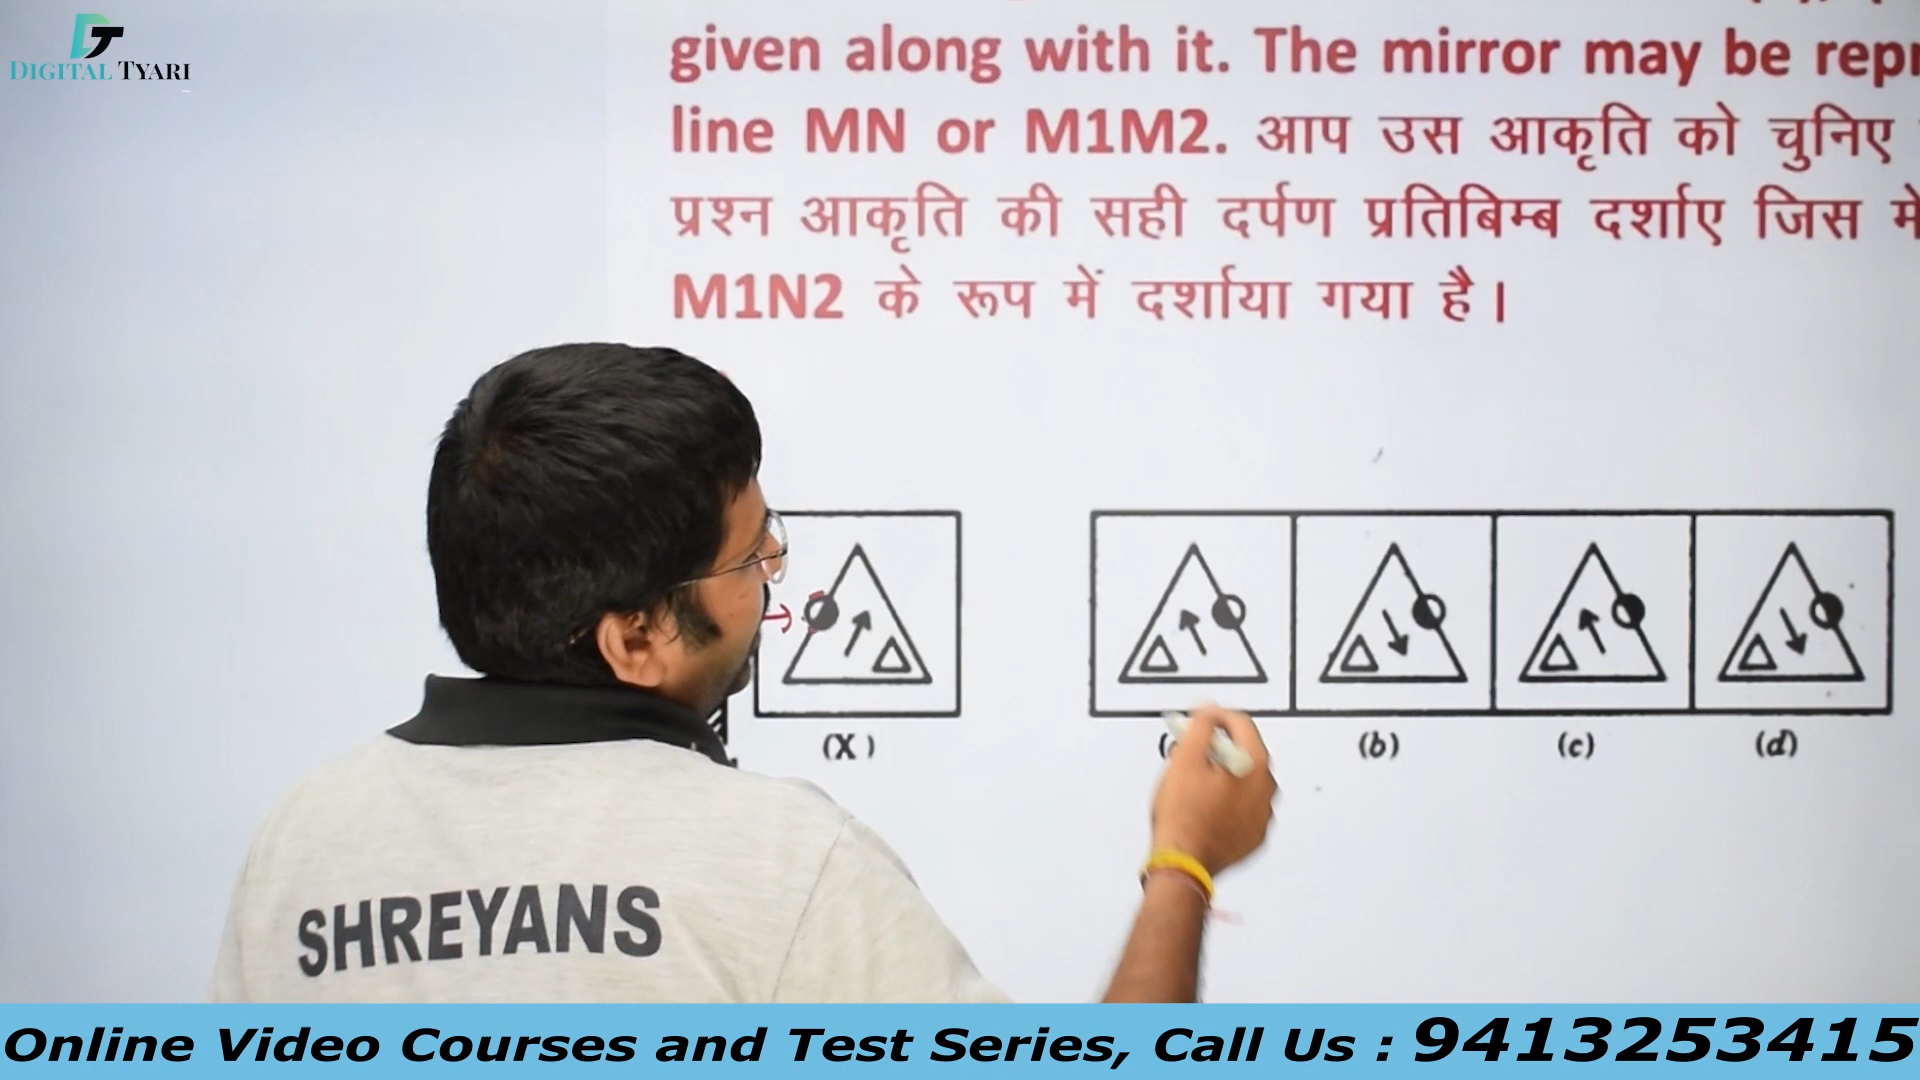 DIGITAL TYARI
given along with it. The mirror may be
line MN or M1M2. आप उस आकृति को चुनिए
प्रश्न आकृति की सही दर्पण प्रतिबिम्ब दर्शाए जिस
M1N2 के रूप में दर्शाया गया है।
(X)
(b)
(c)
(d)
SHREYANS
Online Video Courses and Test Series, Call Us : 9413253415